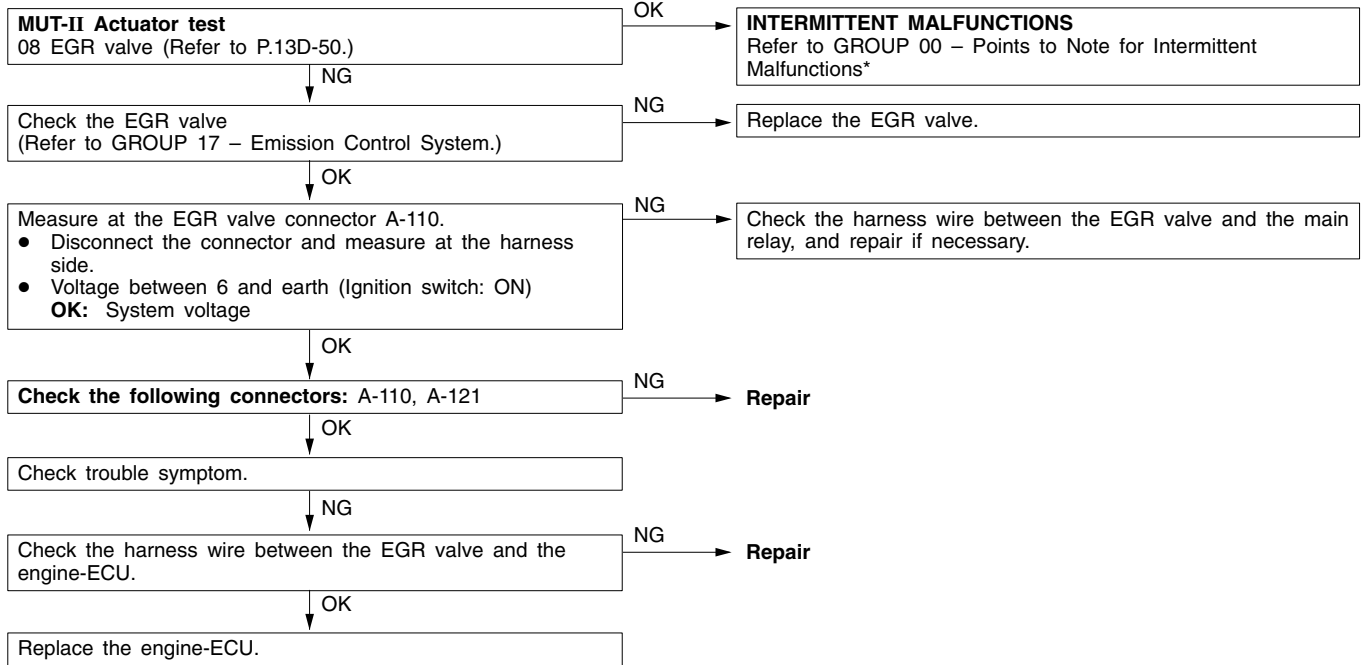 MUT-II Actuator test
08 EGR valve (Refer to P.13D-50.)
OK
INTERMITTENT MALFUNCTIONS
Refer to GROUP 00 – Points to Note for Intermittent
Malfunctions*
NG
Check the EGR valve
(Refer to GROUP 17 – Emission Control System.)
NG
Replace the EGR valve.
OK
Measure at the EGR valve connector A-110.
● Disconnect the connector and measure at the harness
side.
● Voltage between 6 and earth (Ignition switch: ON)
OK: System voltage
NG
Check the harness wire between the EGR valve and the main
relay, and repair if necessary.
OK
Check the following connectors: A-110, A-121
NG
Repair
OK
Check trouble symptom.
NG
Check the harness wire between the EGR valve and the
engine-ECU.
NG
Repair
OK
Replace the engine-ECU.